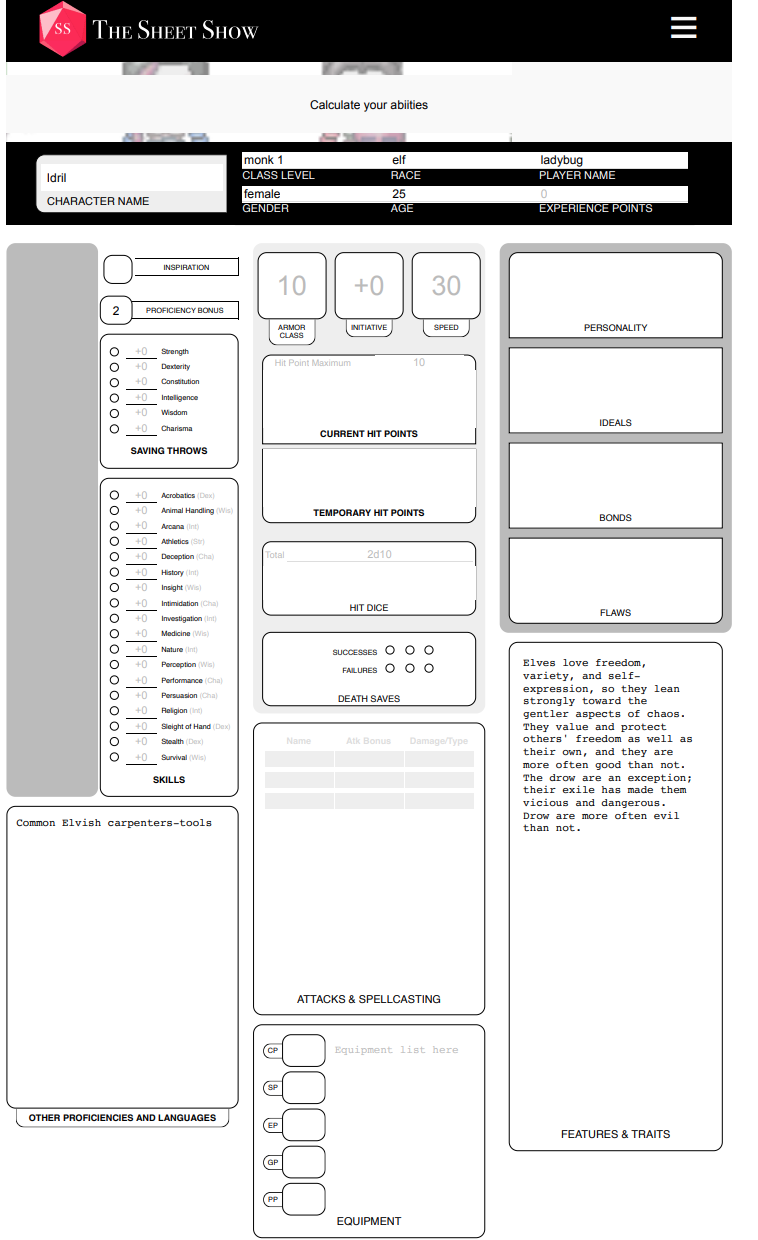 SS THE SHEET SHOW
Calculate your abiities
Idril
CHARACTER NAME
monk 1 elf ladybug
CLASS LEVEL RACE PLAYER NAME
female 25 0
GENDER AGE EXPERIENCE POINTS
INSPIRATION
2 PROFICIENCY BONUS
+0 Strength
+0 Dexterity
+0 Constitution
+0 Intelligence
+0 Wisdom
+0 Charisma
SAVING THROWS
+0 Acrobatics (Dex)
+0 Animal Handling (Wis)
+0 Arcana (Int)
+0 Athletics (Str)
+0 Deception (Cha)
+0 History (Int)
+0 Insight (Wis)
+0 Intimidation (Cha)
+0 Investigation (Int)
+0 Medicine (Wis)
+0 Nature (Int)
+0 Perception (Wis)
+0 Performance (Cha)
+0 Persuasion (Cha)
+0 Religion (Int)
+0 Sleight of Hand (Dex)
+0 Stealth (Dex)
+0 Survival (Wis)
SKILLS
Common Elvish carpenters-tools
OTHER PROFICIENCIES AND LANGUAGES
10 +0 30
ARMOR
CLASS
INITIATIVE
SPEED
Hit Point Maximum 10
CURRENT HIT POINTS
TEMPORARY HIT POINTS
Total 2d10
HIT DICE
SUCCESSES
FAILURES
DEATH SAVES
Name Atk Bonus Damage/Type
ATTACKS & SPELLCASTING
CP Equipment list here
SP
EP
GP
PP
EQUIPMENT
PERSONALITY
IDEALS
BONDS
FLAWS
Elves love freedom,
variety, and self-
expression, so they lean
strongly toward the
gentler aspects of chaos.
They value and protect
others' freedom as well as
their own, and they are
more often good than not.
The drow are an exception;
their exile has made them
vicious and dangerous.
Drow are more often evil
than not.
FEATURES & TRAITS